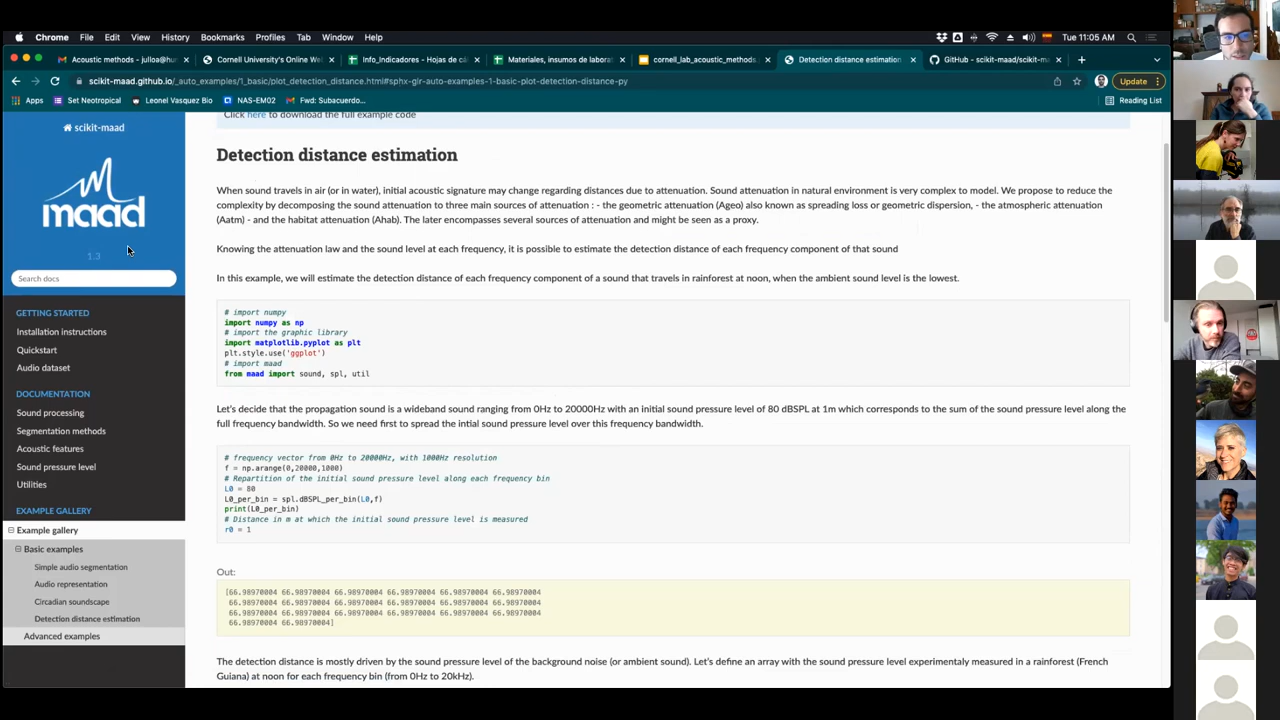 Chrome File Edit View History Bookmarks Profiles Tab Window Help Tue 11:05 AM
Acoustic methods - julloa@hu Cornell University's Online We Info_Indicadores - Hojas de cá Materiales, insumos de laborat cornell_lab_acoustic_methods Detection distance estimation GitHub - scikit-maad/scikit-m
scikit-maad.github.io/_auto_examples/1_basic/plot_detection_distance.html#sphx-glr-auto-examples-1-basic-plot-detection-distance-py Update
Apps Set Neotropical Leonel Vasquez Bio NAS-EM02 Fwd: Subacuerdo... Reading List
scikit-maad
maad
1.3
Search docs
GETTING STARTED
Installation instructions
Quickstart
Audio dataset
DOCUMENTATION
Sound processing
Segmentation methods
Acoustic features
Sound pressure level
Utilities
EXAMPLE GALLERY
Example gallery
Basic examples
Simple audio segmentation
Audio representation
Circadian soundscape
Detection distance estimation
Advanced examples
Click here to download the full example code
Detection distance estimation
When sound travels in air (or in water), initial acoustic signature may change regarding distances due to attenuation. Sound attenuation in natural environment is very complex to model. We propose to reduce the
complexity by decomposing the sound attenuation to three main sources of attenuation : - the geometric attenuation (Ageo) also known as spreading loss or geometric dispersion, - the atmospheric attenuation
(Aatm) - and the habitat attenuation (Ahab). The later encompasses several sources of attenuation and might be seen as a proxy.
Knowing the attenuation law and the sound level at each frequency, it is possible to estimate the detection distance of each frequency component of that sound
In this example, we will estimate the detection distance of each frequency component of a sound that travels in rainforest at noon, when the ambient sound level is the lowest.
# import numpy
import numpy as np
# import the graphic library
import matplotlib.pyplot as plt
plt.style.use('ggplot')
# import maad
from maad import sound, spl, util
Let's decide that the propagation sound is a wideband sound ranging from 0Hz to 20000Hz with an initial sound pressure level of 80 dBSPL at 1m which corresponds to the sum of the sound pressure level along the
full frequency bandwidth. So we need first to spread the intial sound pressure level over this frequency bandwidth.
# frequency vector from 0Hz to 20000Hz, with 1000Hz resolution
f = np.arange(0,20000,1000)
# Repartition of the initial sound pressure level along each frequency bin
L0 = 80
L0_per_bin = spl.dBSPL_per_bin(L0,f)
print(L0_per_bin)
# Distance in m at which the initial sound pressure level is measured
r0 = 1
Out:
[66.98970004 66.98970004 66.98970004 66.98970004 66.98970004 66.98970004
66.98970004 66.98970004 66.98970004 66.98970004 66.98970004 66.98970004
66.98970004 66.98970004 66.98970004 66.98970004 66.98970004 66.98970004
66.98970004 66.98970004]
The detection distance is mostly driven by the sound pressure level of the background noise (or ambient sound). Let's define an array with the sound pressure level experimentaly measured in a rainforest (French
Guiana) at noon for each frequency bin (from 0Hz to 20kHz).